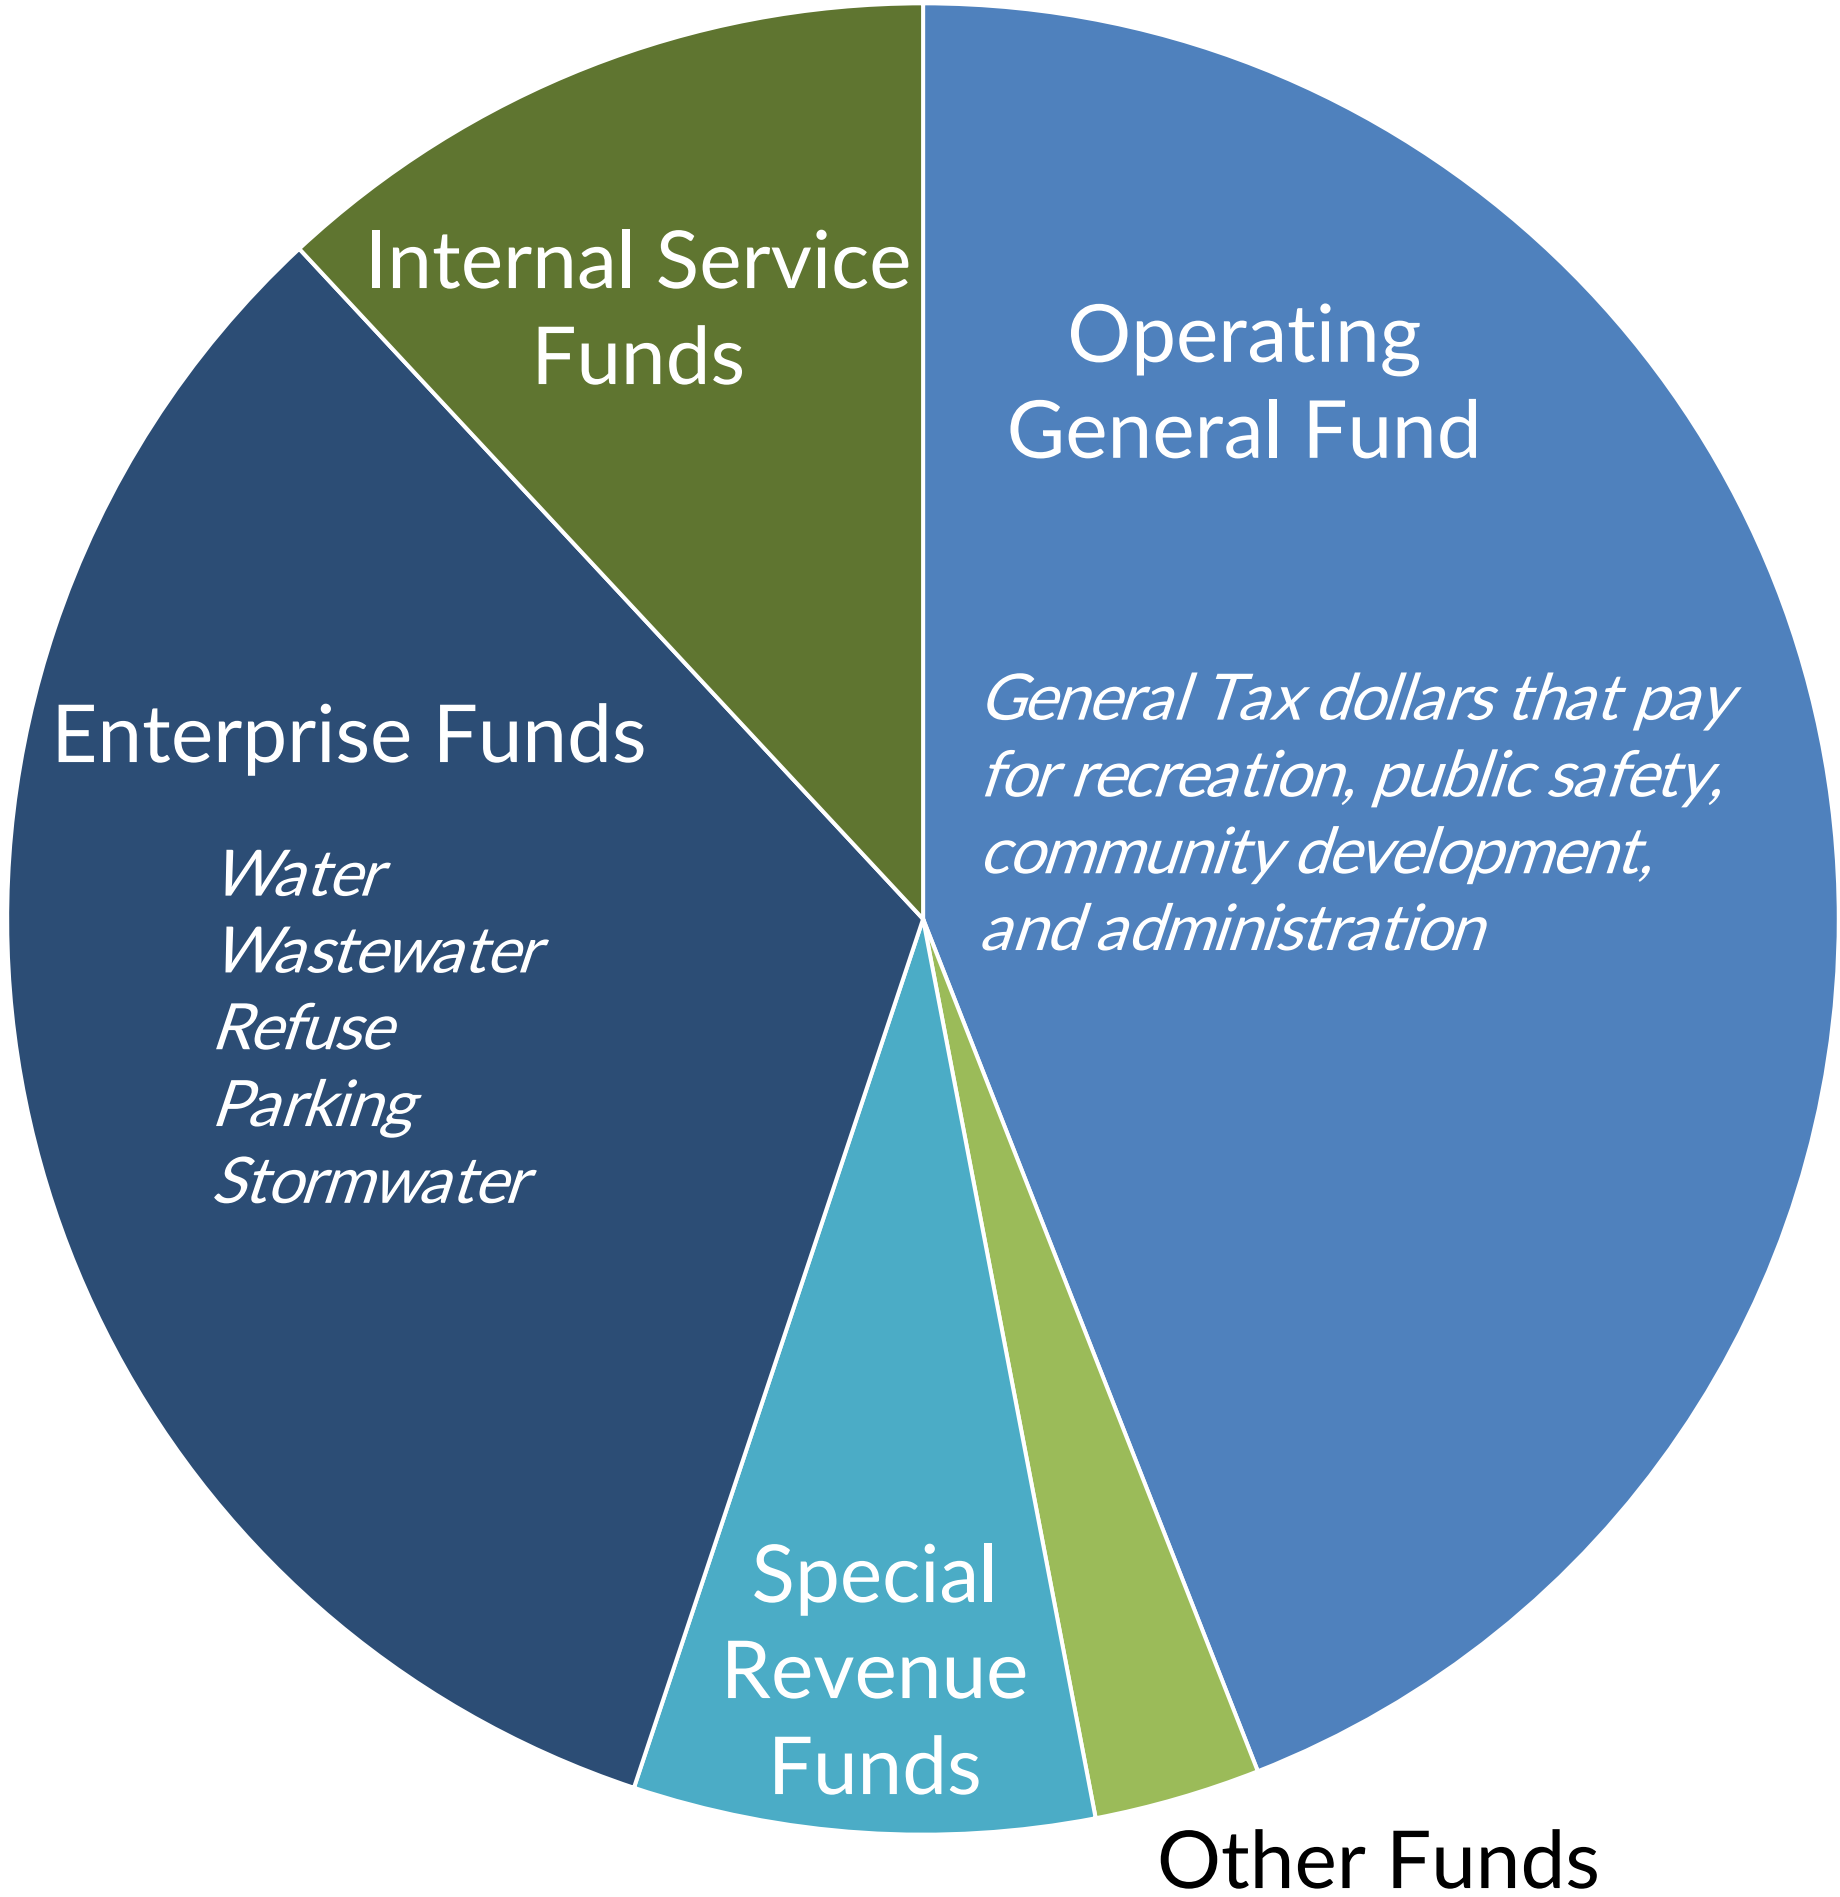 Internal Service
Funds
Operating
General Fund
General Tax dollars that pay
for recreation, public safety,
community development,
and administration
Enterprise Funds
Water
Wastewater
Refuse
Parking
Stormwater
Special
Revenue
Funds
Other Funds